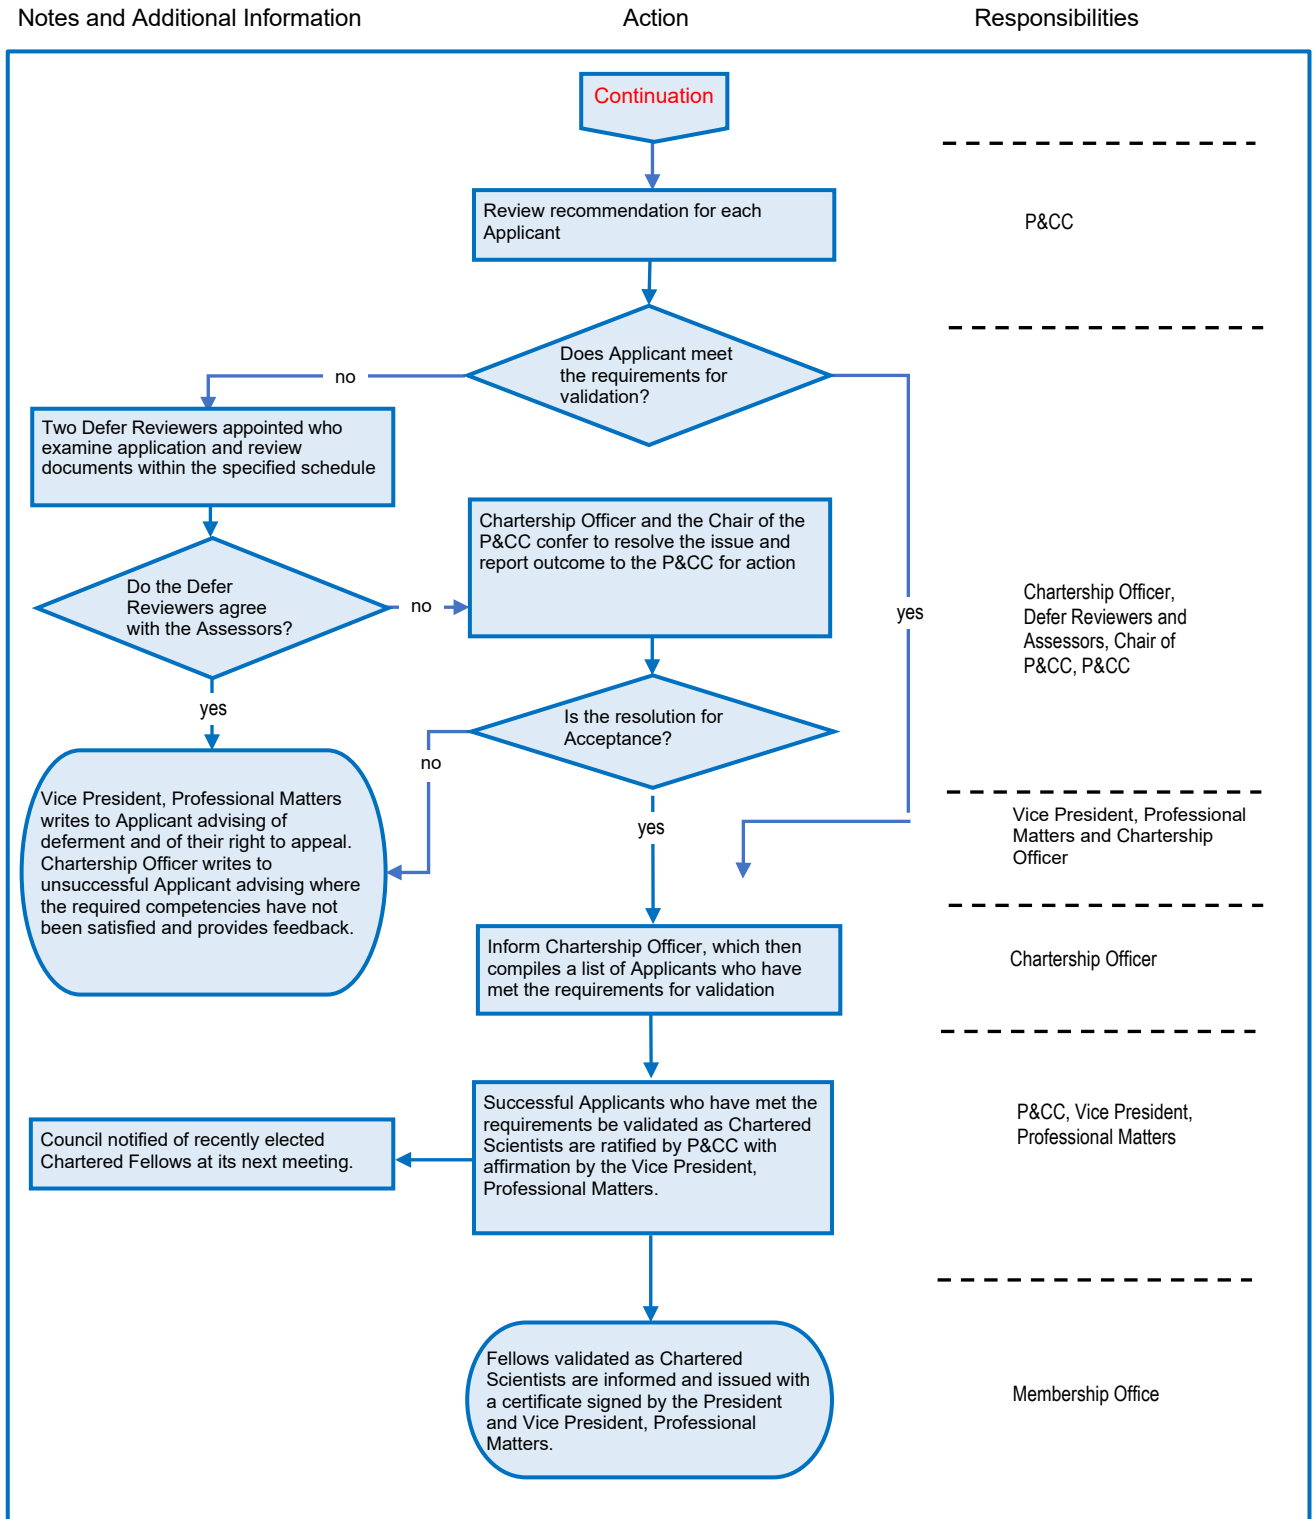 Notes and Additional Information
Action
Responsibilities
Continuation
Review recommendation for each
Applicant
P&CC
Does Applicant meet
the requirements for
validation?
no
yes
Two Defer Reviewers appointed who
examine application and review
documents within the specified schedule
Chartership Officer and the Chair of the
P&CC confer to resolve the issue and
report outcome to the P&CC for action
Do the Defer
Reviewers agree
with the Assessors?
no
yes
Chartership Officer,
Defer Reviewers and
Assessors, Chair of
P&CC, P&CC
Is the resolution for
Acceptance?
no
yes
Vice President, Professional Matters
writes to Applicant advising of
deferment and of their right to appeal.
Chartership Officer writes to
unsuccessful Applicant advising where
the required competencies have not
been satisfied and provides feedback.
Vice President, Professional
Matters and Chartership
Officer
Inform Chartership Officer, which then
compiles a list of Applicants who have
met the requirements for validation
Chartership Officer
Successful Applicants who have met the
requirements be validated as Chartered
Scientists are ratified by P&CC with
affirmation by the Vice President,
Professional Matters.
P&CC, Vice President,
Professional Matters
Council notified of recently elected
Chartered Fellows at its next meeting.
Fellows validated as Chartered
Scientists are informed and issued with
a certificate signed by the President
and Vice President, Professional
Matters.
Membership Office